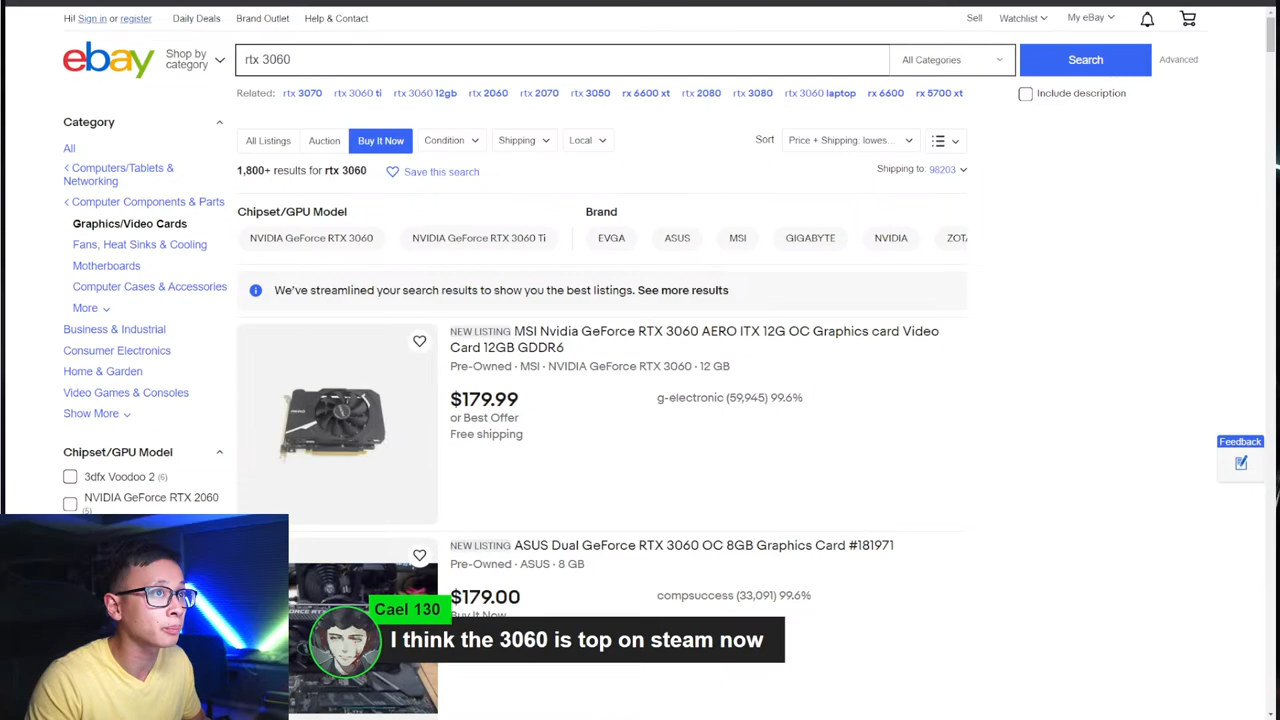 Hi! Sign in or register
Daily Deals
Brand Outlet
Help & Contact
Sell
Watchlist
My eBay
ebay
Shop by
category
rtx 3060
All Categories
Search
Advanced
Related: rtx 3070 rtx 3060 ti rtx 3060 12gb rtx 2060 rtx 2070 rtx 3050 rx 6600 xt rtx 2080 rtx 3080 rtx 3060 laptop rx 6600 rx 5700 xt
Include description
Category
All
Computers/Tablets &
Networking
Computer Components & Parts
Graphics/Video Cards
Fans, Heat Sinks & Cooling
Motherboards
Computer Cases & Accessories
More
Business & Industrial
Consumer Electronics
Home & Garden
Video Games & Consoles
Show More
Chipset/GPU Model
3dfx Voodoo 2 (6)
NVIDIA GeForce RTX 2060
(5)
All Listings
Auction
Buy It Now
Condition
Shipping
Local
Sort
Price + Shipping: lowes...
1,800+ results for rtx 3060
Save this search
Shipping to: 98203
Chipset/GPU Model
NVIDIA GeForce RTX 3060
NVIDIA GeForce RTX 3060 Ti
Brand
EVGA
ASUS
MSI
GIGABYTE
NVIDIA
ZOTA
We've streamlined your search results to show you the best listings. See more results
NEW LISTING MSI Nvidia GeForce RTX 3060 AERO ITX 12G OC Graphics card Video
Card 12GB GDDR6
Pre-Owned · MSI · NVIDIA GeForce RTX 3060 · 12 GB
$179.99
or Best Offer
Free shipping
g-electronic (59,945) 99.6%
NEW LISTING ASUS Dual GeForce RTX 3060 OC 8GB Graphics Card #181971
Pre-Owned · ASUS · 8 GB
$179.00
Buy It Now
compsuccess (33,091) 99.6%
Feedback
Cael 130
I think the 3060 is top on steam now